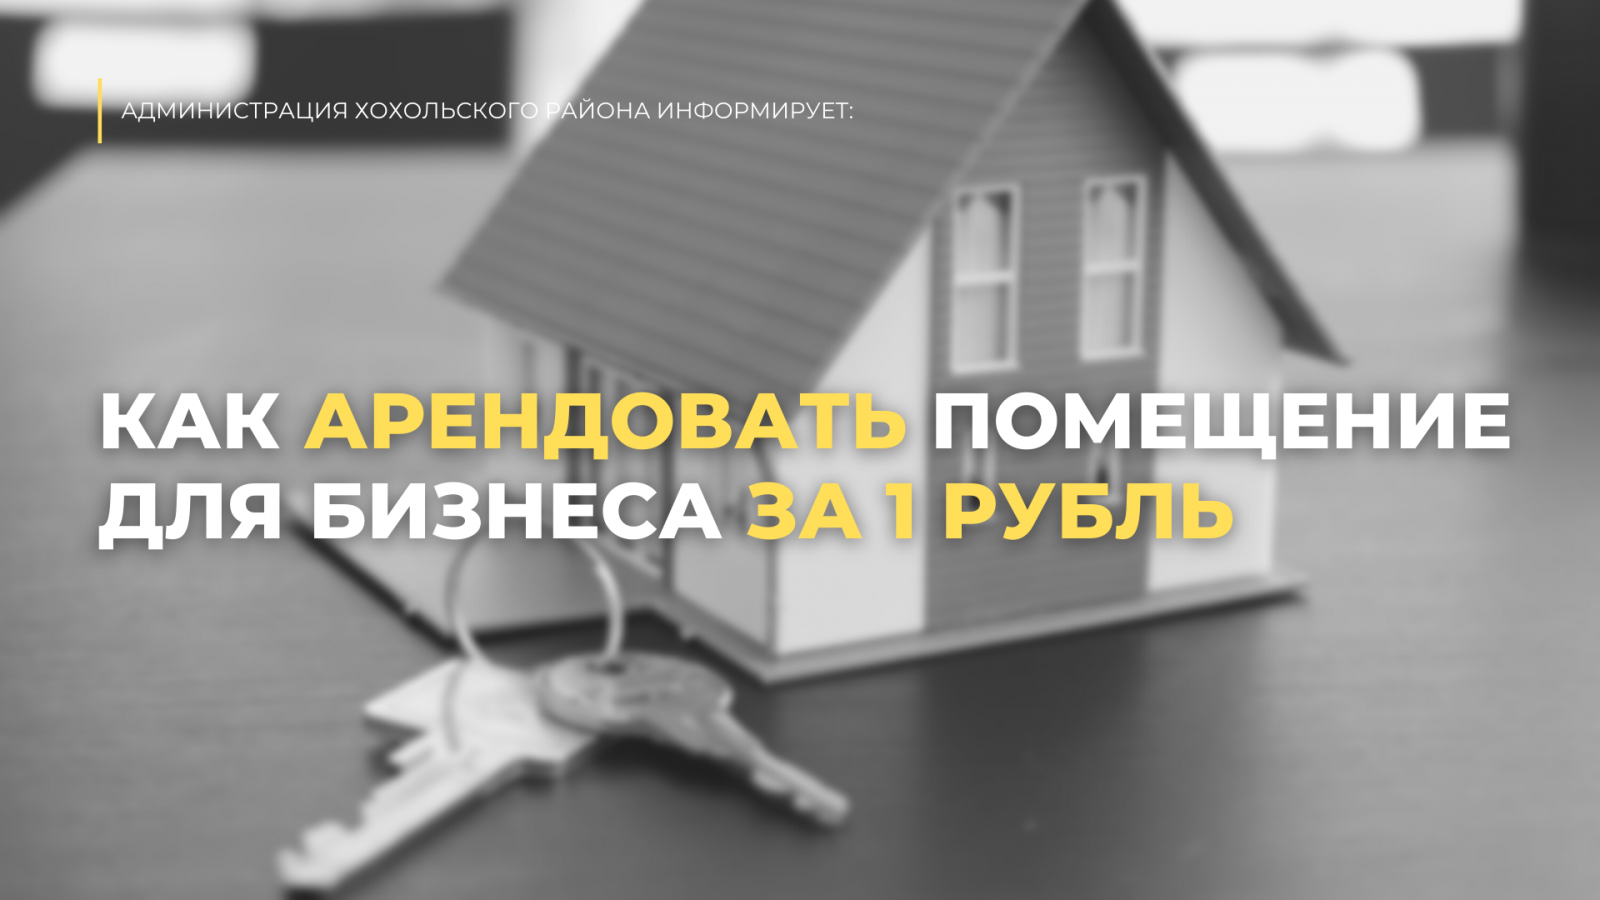 АДМИНИСТРАЦИЯ ХОХОЛЬСКОГО РАЙОНА ИНФОРМИРУЕТ:
КАК АРЕНДОВАТЬ ПОМЕЩЕНИЕ
ДЛЯ БИЗНЕСА ЗА 1 РУБЛЬ